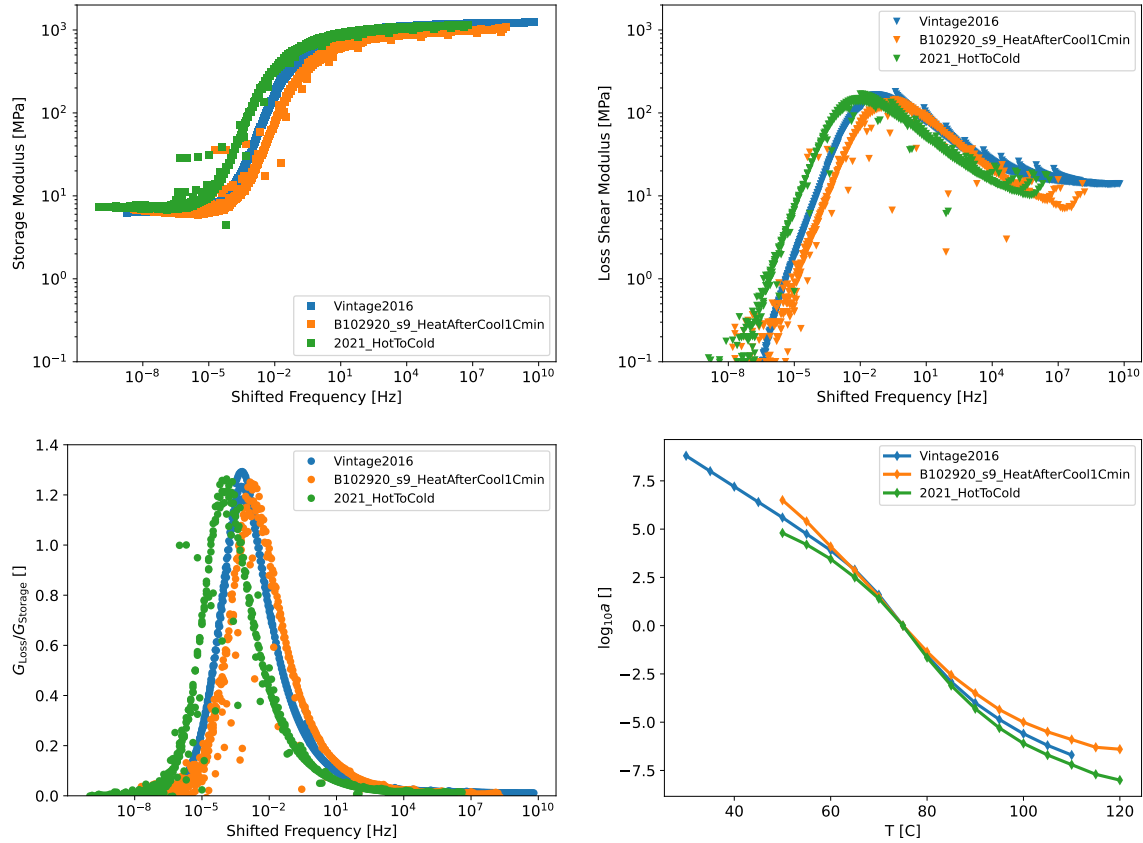 10³
10²
10¹
10⁰
10⁻¹
Storage Modulus [MPa]
Vintage2016
B102920_s9_HeatAfterCool1Cmin
2021_HotToCold
10⁻⁸ 10⁻⁵ 10⁻² 10¹ 10⁴ 10⁷ 10¹⁰
Shifted Frequency [Hz]
10³
10²
10¹
10⁰
10⁻¹
Loss Shear Modulus [MPa]
Vintage2016
B102920_s9_HeatAfterCool1Cmin
2021_HotToCold
10⁻⁸ 10⁻⁵ 10⁻² 10¹ 10⁴ 10⁷ 10¹⁰
Shifted Frequency [Hz]
1.4
1.2
1.0
0.8
0.6
0.4
0.2
0.0
G_Loss/G_Storage []
Vintage2016
B102920_s9_HeatAfterCool1Cmin
2021_HotToCold
10⁻⁸ 10⁻⁵ 10⁻² 10¹ 10⁴ 10⁷ 10¹⁰
Shifted Frequency [Hz]
7.5
5.0
2.5
0.0
−2.5
−5.0
−7.5
log₁₀a []
Vintage2016
B102920_s9_HeatAfterCool1Cmin
2021_HotToCold
40 60 80 100 120
T [C]